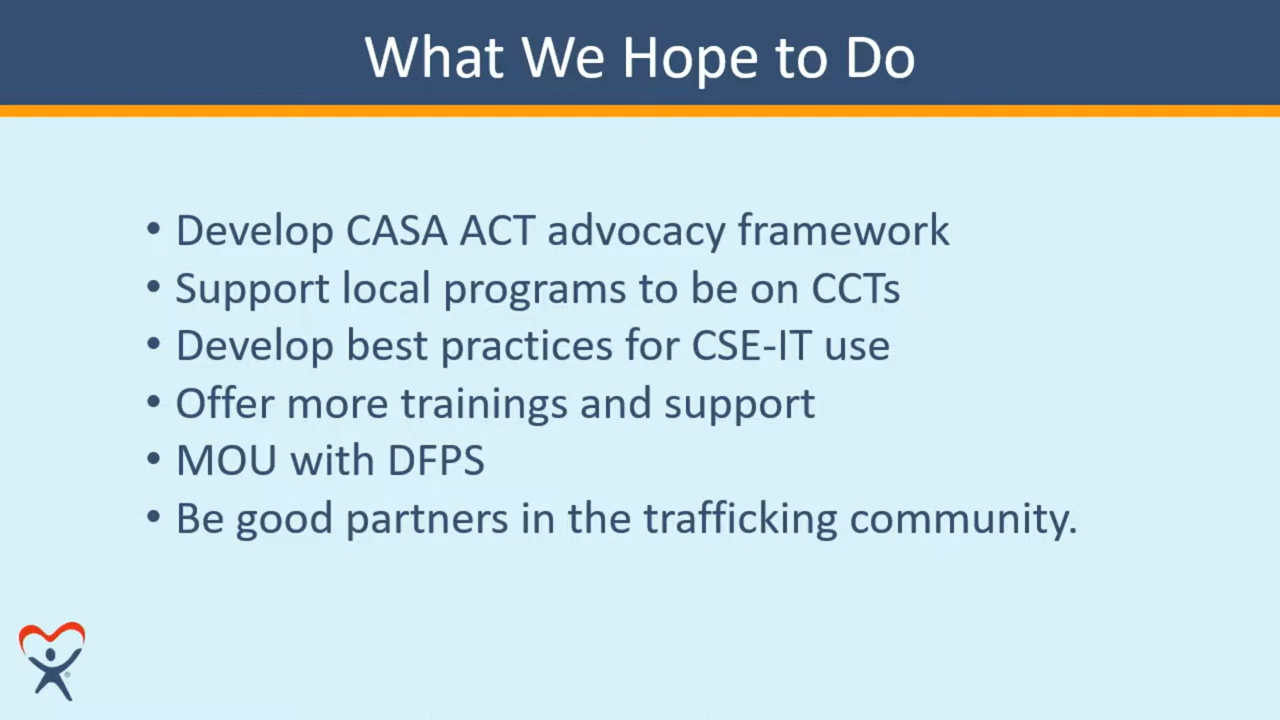 What We Hope to Do
• Develop CASA ACT advocacy framework
• Support local programs to be on CCTs
• Develop best practices for CSE-IT use
• Offer more trainings and support
• MOU with DFPS
• Be good partners in the trafficking community.
®